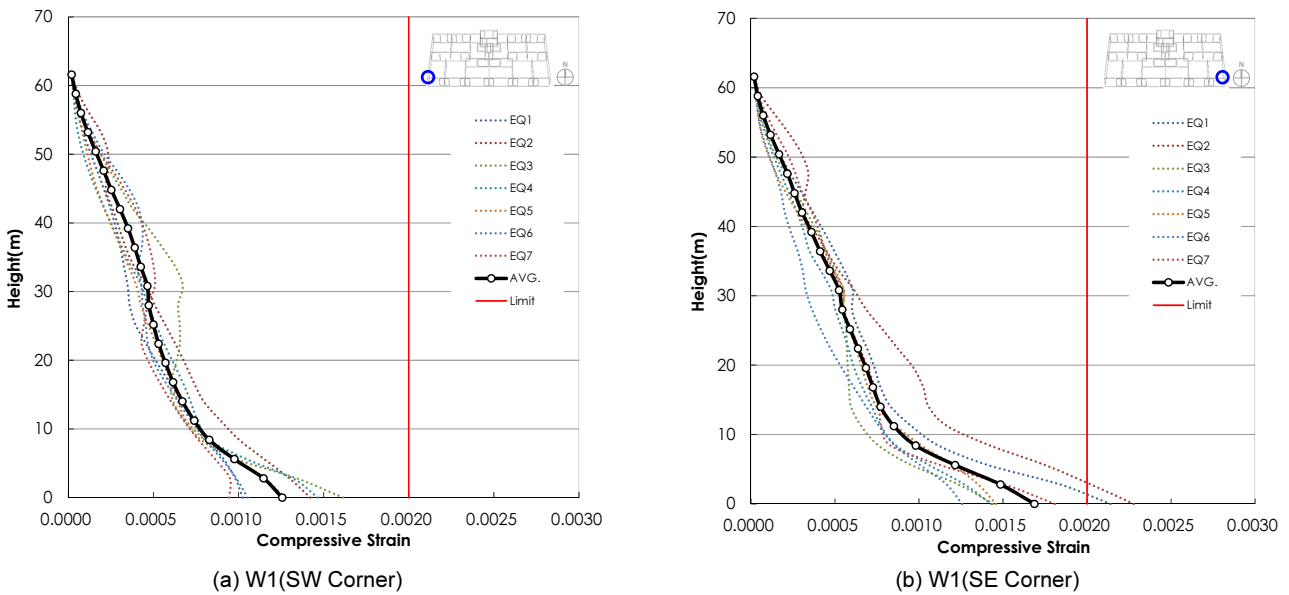 70
60
50
40
30
20
10
0
Height(m)
0.0000 0.0005 0.0010 0.0015 0.0020 0.0025 0.0030
Compressive Strain
N
EQ1
EQ2
EQ3
EQ4
EQ5
EQ6
EQ7
AVG.
Limit
(a) W1(SW Corner)
70
60
50
40
30
20
10
0
Height(m)
0.0000 0.0005 0.0010 0.0015 0.0020 0.0025 0.0030
Compressive Strain
N
EQ1
EQ2
EQ3
EQ4
EQ5
EQ6
EQ7
AVG.
Limit
(b) W1(SE Corner)